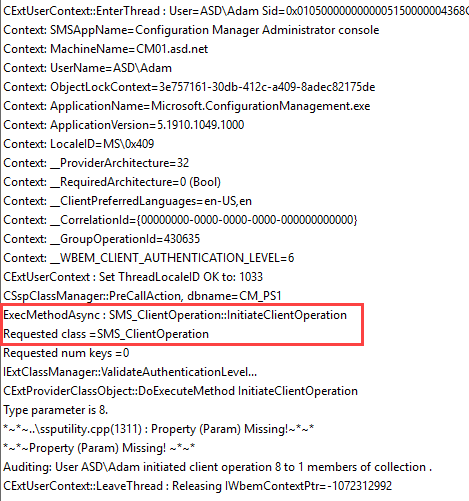 CExtUserContext::EnterThread : User=ASD\Adam Sid=0x01050000000000051500000004368
Context: SMSAppName=Configuration Manager Administrator console
Context: MachineName=CM01.asd.net
Context: UserName=ASD\Adam
Context: ObjectLockContext=3e757161-30db-412c-a409-8adec82175de
Context: ApplicationName=Microsoft.ConfigurationManagement.exe
Context: ApplicationVersion=5.1910.1049.1000
Context: LocaleID=MS\0x409
Context: __ProviderArchitecture=32
Context: __RequiredArchitecture=0 (Bool)
Context: __ClientPreferredLanguages=en-US,en
Context: __CorrelationId={00000000-0000-0000-0000-000000000000}
Context: __GroupOperationId=430635
Context: __WBEM_CLIENT_AUTHENTICATION_LEVEL=6
CExtUserContext : Set ThreadLocaleID OK to: 1033
CSspClassManager::PreCallAction, dbname=CM_PS1
ExecMethodAsync : SMS_ClientOperation::InitiateClientOperation
Requested class =SMS_ClientOperation
Requested num keys =0
IExtClassManager::ValidateAuthenticationLevel...
CExtProviderClassObject::DoExecuteMethod InitiateClientOperation
Type parameter is 8.
*~*~..\ssputility.cpp(1311) : Property (Param) Missing!~*~*
*~*~Property (Param) Missing! ~*~*
Auditing: User ASD\Adam initiated client operation 8 to 1 members of collection .
CExtUserContext::LeaveThread : Releasing IWbemContextPtr=-1072312992